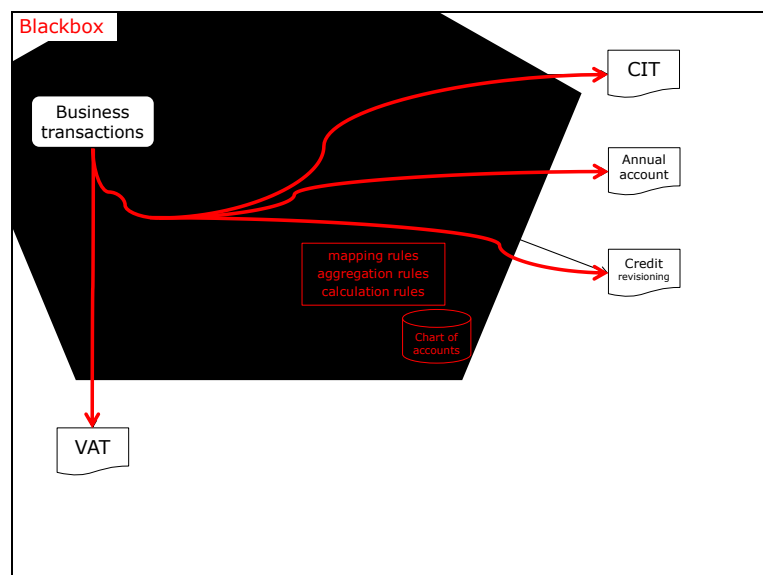 Blackbox
CIT
Business
transactions
Annual
account
mapping rules
aggregation rules
calculation rules
Credit
revisioning
Chart of
accounts
VAT